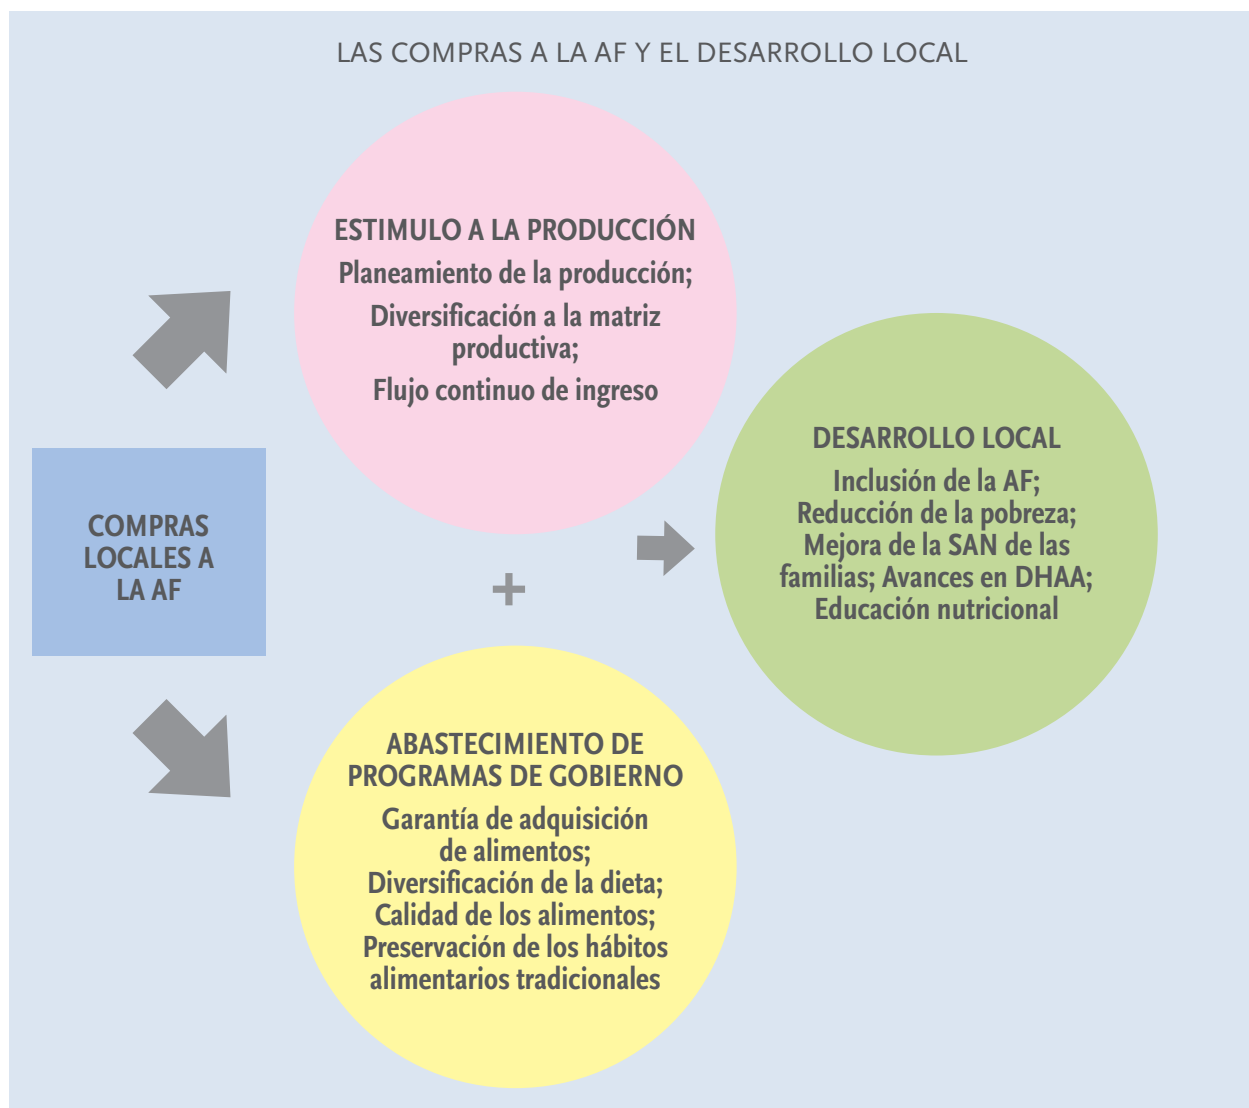 LAS COMPRAS A LA AF Y EL DESARROLLO LOCAL
ESTIMULO A LA PRODUCCIÓN
Planeamiento de la producción;
Diversificación a la matriz
productiva;
Flujo continuo de ingreso
COMPRAS
LOCALES A
LA AF
+
DESARROLLO LOCAL
Inclusión de la AF;
Reducción de la pobreza;
Mejora de la SAN de las
familias; Avances en DHAA;
Educación nutricional
ABASTECIMIENTO DE
PROGRAMAS DE GOBIERNO
Garantía de adquisición
de alimentos;
Diversificación de la dieta;
Calidad de los alimentos;
Preservación de los hábitos
alimentarios tradicionales